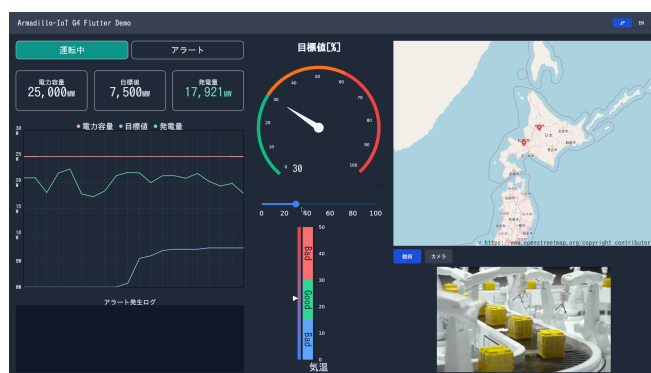 Armadillo-IoT G4 Flutter Demo
JP EN
運転中 アラート
電力容量 目標値 発電量
25,000MW 7,500MW 17,921MW
電力容量 目標値 発電量
アラート発生ログ
目標値[%]
0 10 20 30 40 50 60 70 80 90 100
30
0 20 40 60 80 100
Bad
Good
Bad
50
40
30
20
10
0
気温
日本
https://www.openstreetmap.org/copyright contributor
動画 カメラ